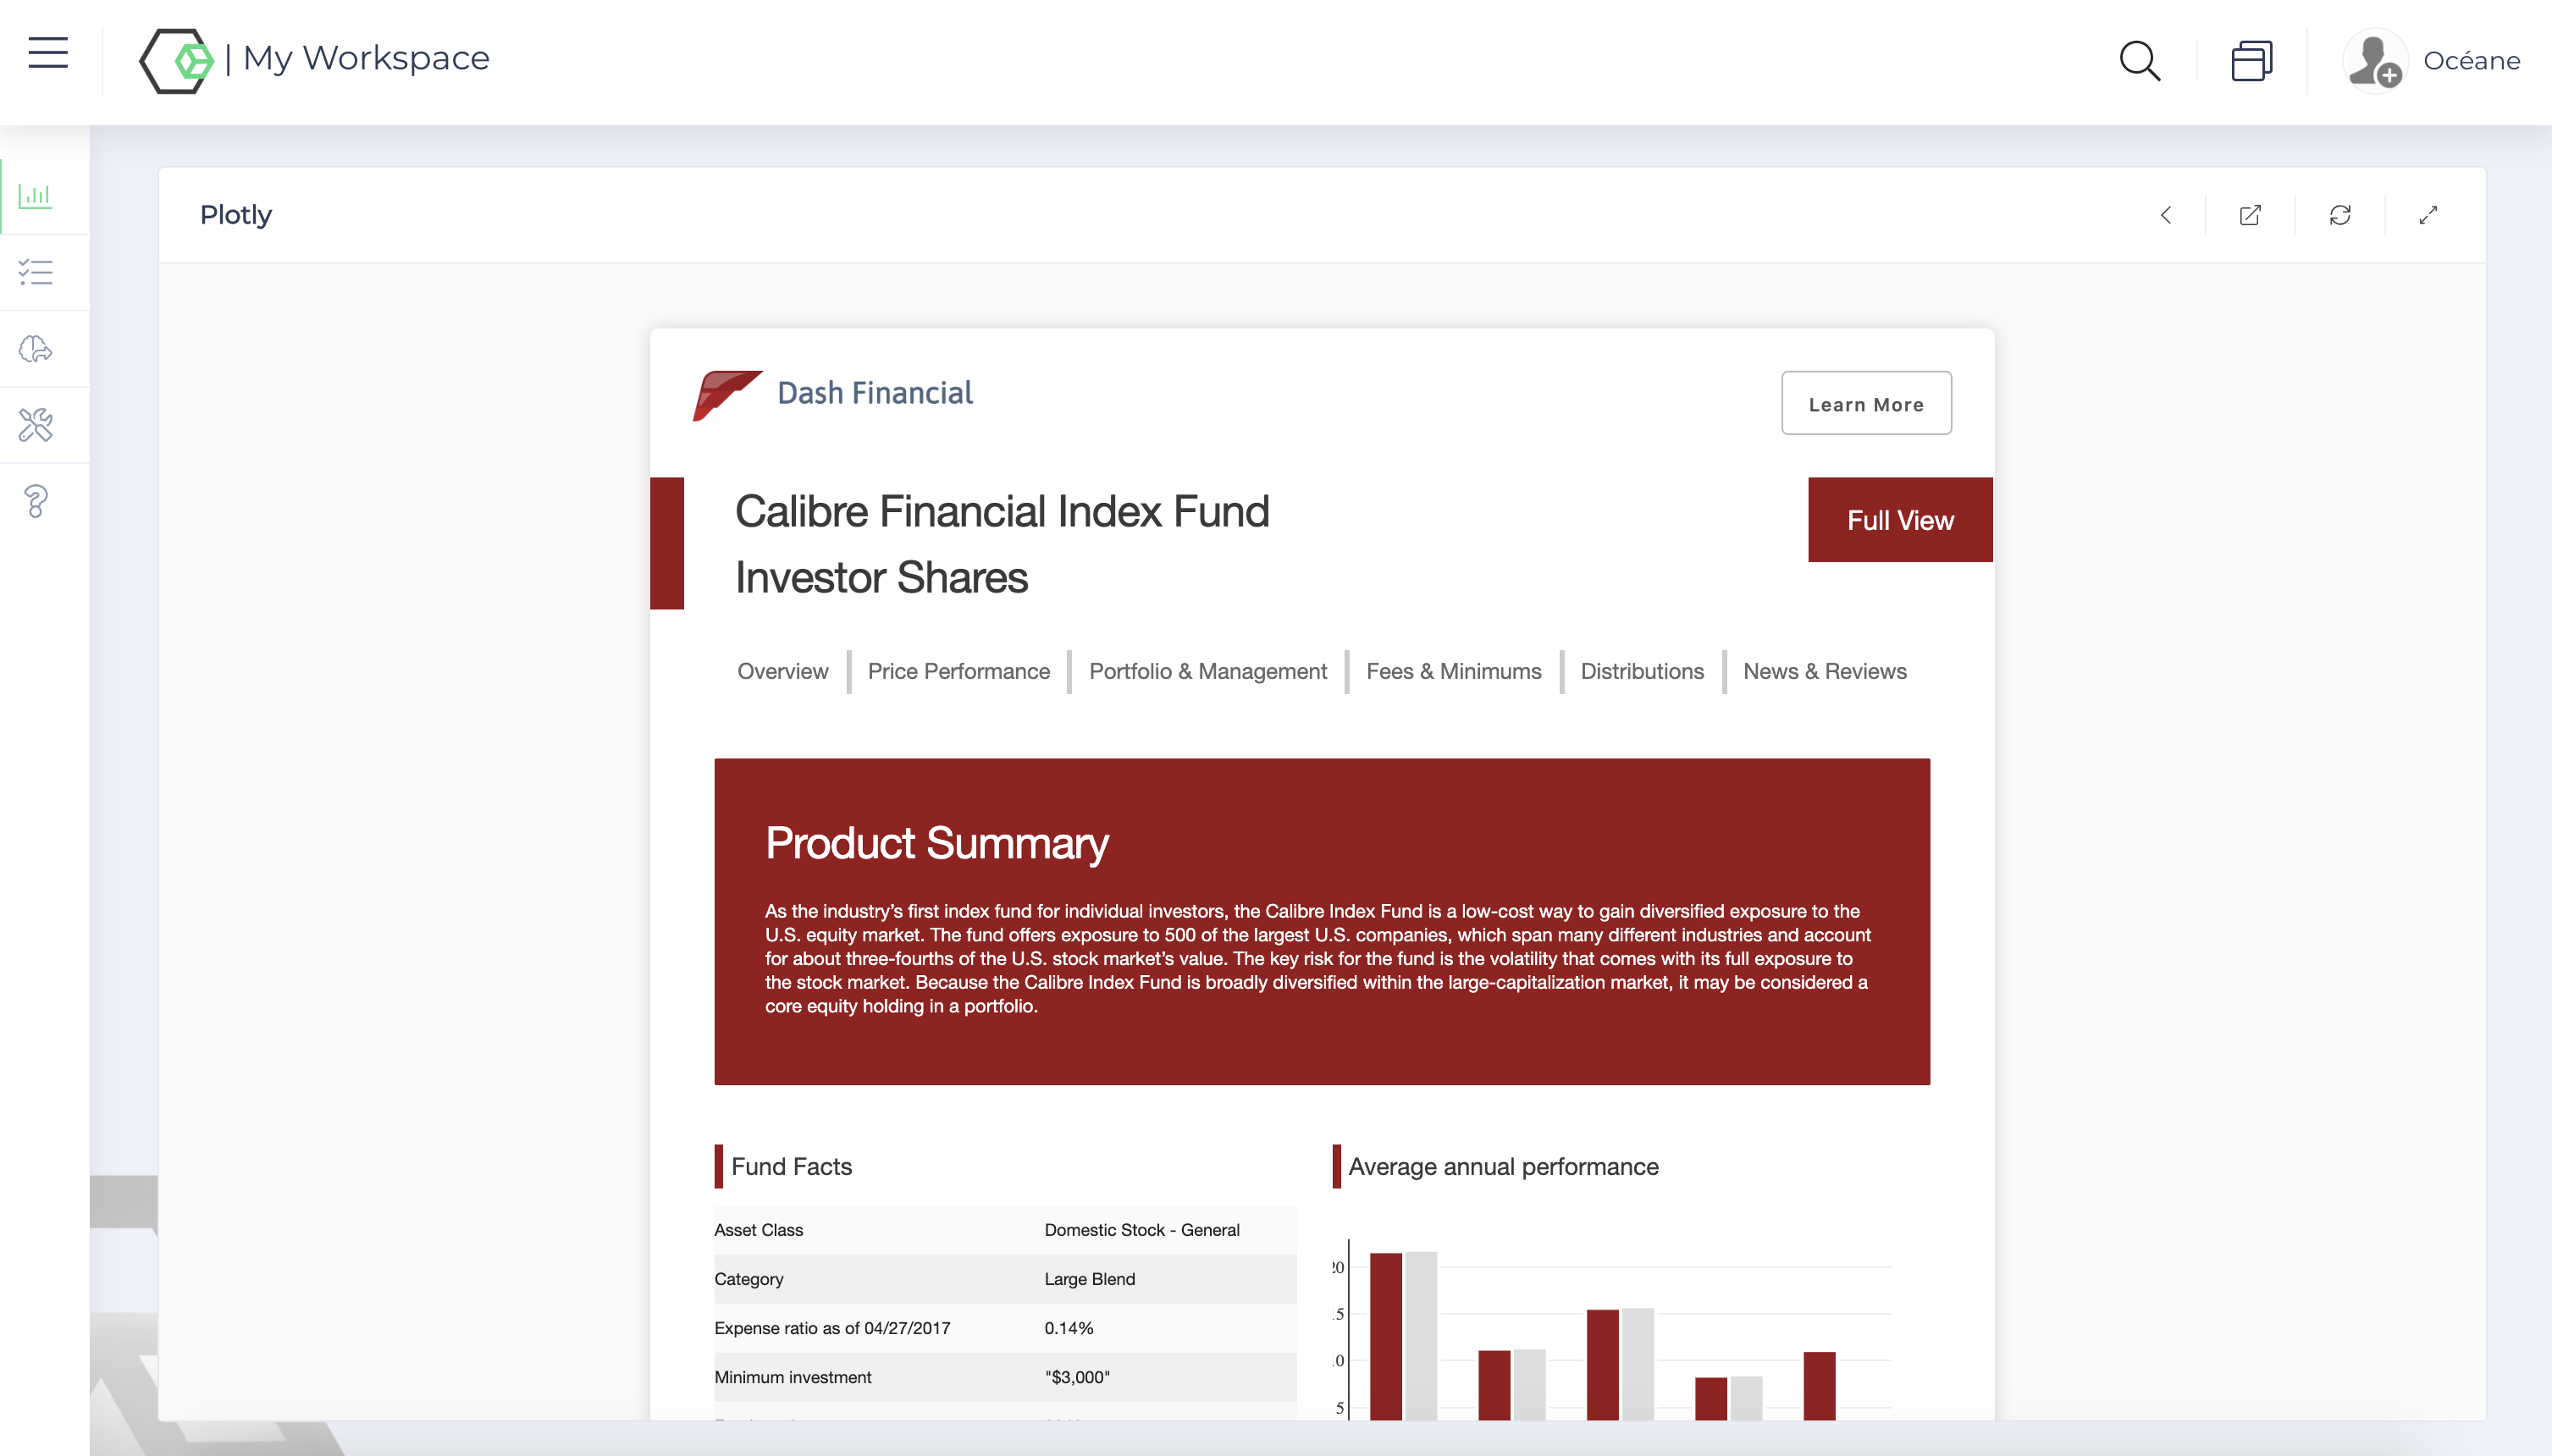 | My Workspace
Océane
Plotly
Dash Financial
Learn More
Calibre Financial Index Fund
Investor Shares
Full View
Overview
Price Performance
Portfolio & Management
Fees & Minimums
Distributions
News & Reviews
Product Summary
As the industry’s first index fund for individual investors, the Calibre Index Fund is a low-cost way to gain diversified exposure to the
U.S. equity market. The fund offers exposure to 500 of the largest U.S. companies, which span many different industries and account
for about three-fourths of the U.S. stock market’s value. The key risk for the fund is the volatility that comes with its full exposure to
the stock market. Because the Calibre Index Fund is broadly diversified within the large-capitalization market, it may be considered a
core equity holding in a portfolio.
Fund Facts
Asset Class Domestic Stock - General
Category Large Blend
Expense ratio as of 04/27/2017 0.14%
Minimum investment "$3,000"
Average annual performance
20
5